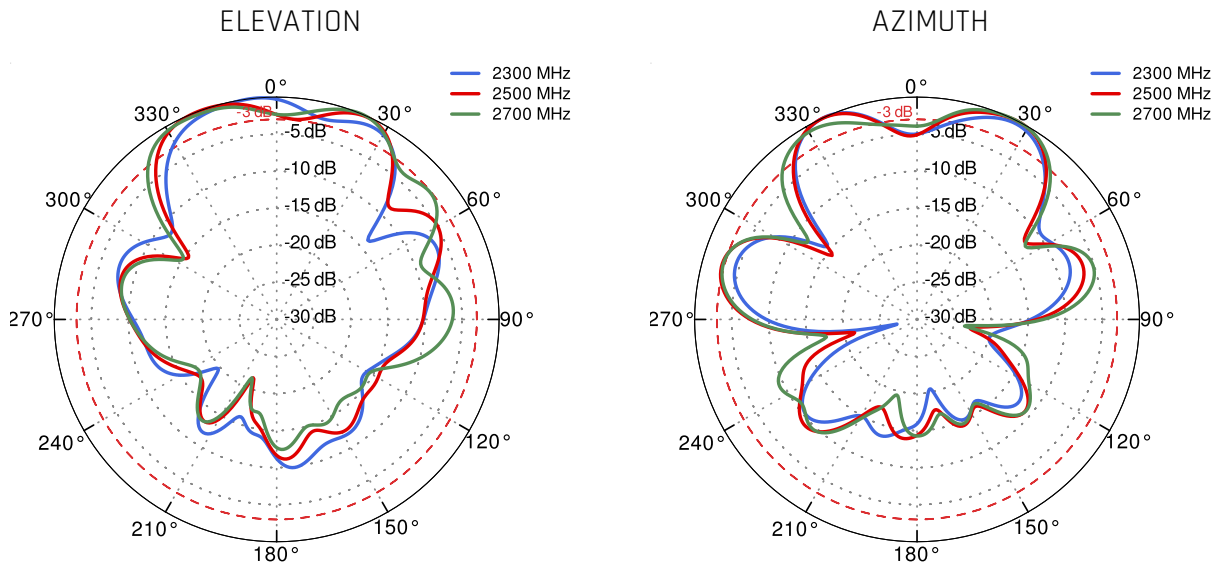 ELEVATION
2300 MHz
2500 MHz
2700 MHz
0°
30°
60°
90°
120°
150°
180°
210°
240°
270°
300°
330°
-3 dB
-5 dB
-10 dB
-15 dB
-20 dB
-25 dB
-30 dB
AZIMUTH
2300 MHz
2500 MHz
2700 MHz
0°
30°
60°
90°
120°
150°
180°
210°
240°
270°
300°
330°
-3 dB
-5 dB
-10 dB
-15 dB
-20 dB
-25 dB
-30 dB